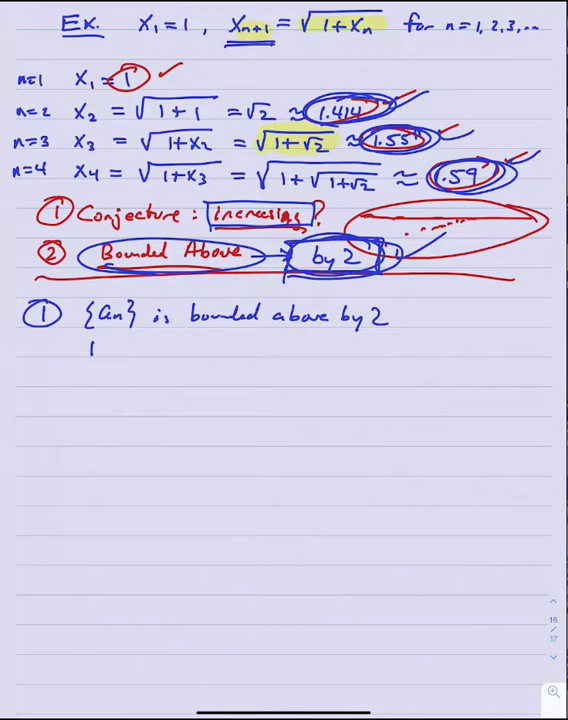 Ex. X₁ = 1 , Xₙ₊₁ = √(1+Xₙ) for n = 1, 2, 3, ...
n=1 X₁ = 1 ✓
n=2 X₂ = √(1+1) = √2 ≈ 1.414 ✓
n=3 X₃ = √(1+X₂) = √(1+√2) ≈ 1.55 ✓
n=4 X₄ = √(1+X₃) = √(1+√(1+√2)) ≈ 1.59 ✓
① Conjecture : increasing ?
② Bounded Above → by 2
① {an} is bounded above by 2
16
/
17